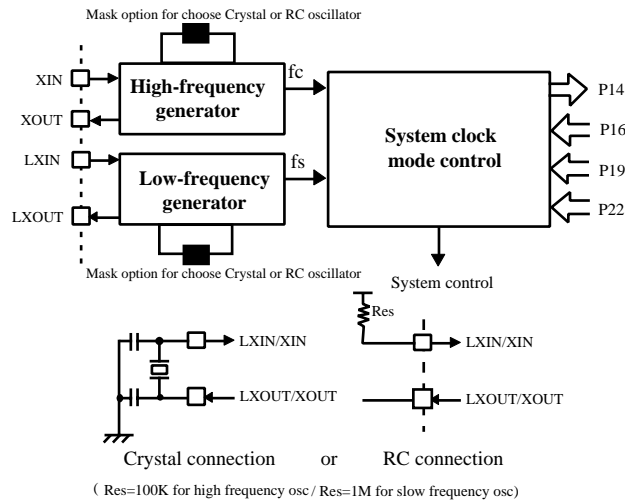 Mask option for choose Crystal or RC oscillator
XIN
XOUT
LXIN
LXOUT
High-frequency
generator
fc
Low-frequency
generator
fs
System clock
mode control
P14
P16
P19
P22
Mask option for choose Crystal or RC oscillator
System control
Res
LXIN/XIN
LXOUT/XOUT
LXIN/XIN
LXOUT/XOUT
Crystal connection or RC connection
( Res=100K for high frequency osc / Res=1M for slow frequency osc)